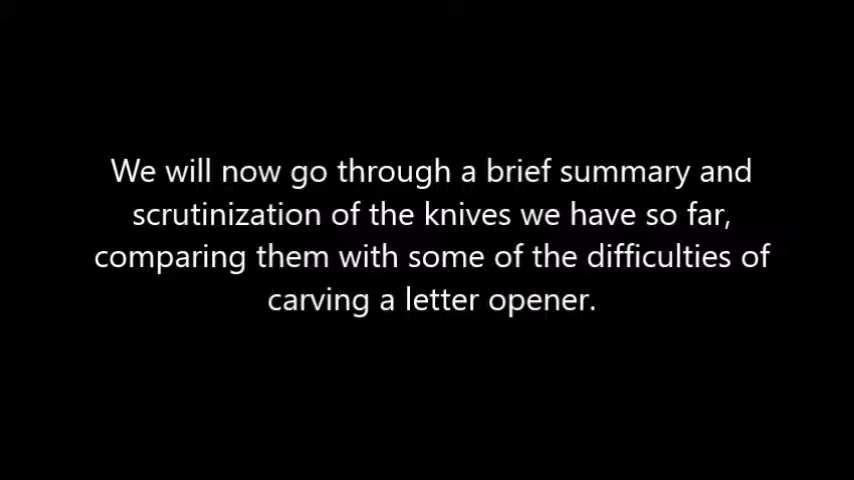 We will now go through a brief summary and
scrutinization of the knives we have so far,
comparing them with some of the difficulties of
carving a letter opener.